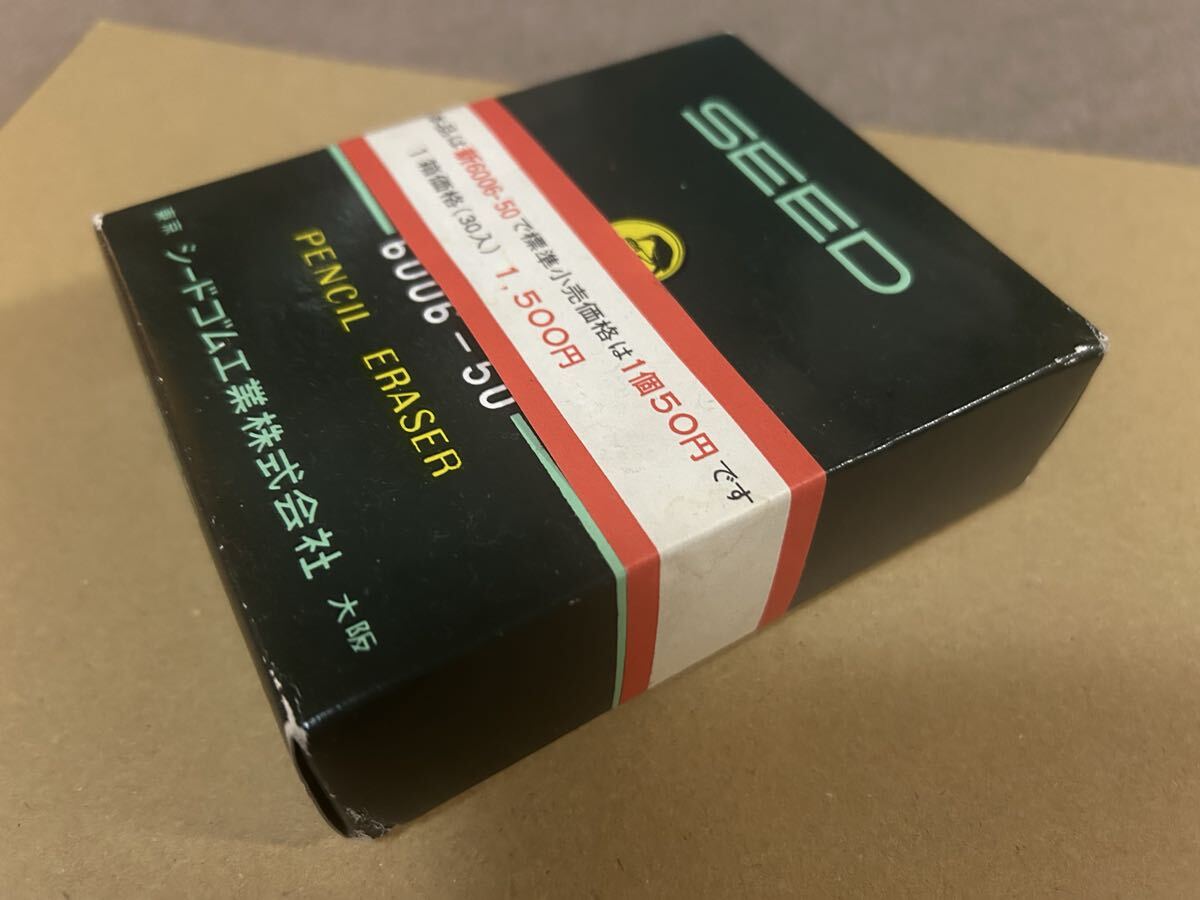 SEED
本品は新6006-50で標準小売価格は1個50円です
1箱価格(30入) 1,500円
6006-50
PENCIL ERASER
東京 シードゴム工業株式会社 大阪